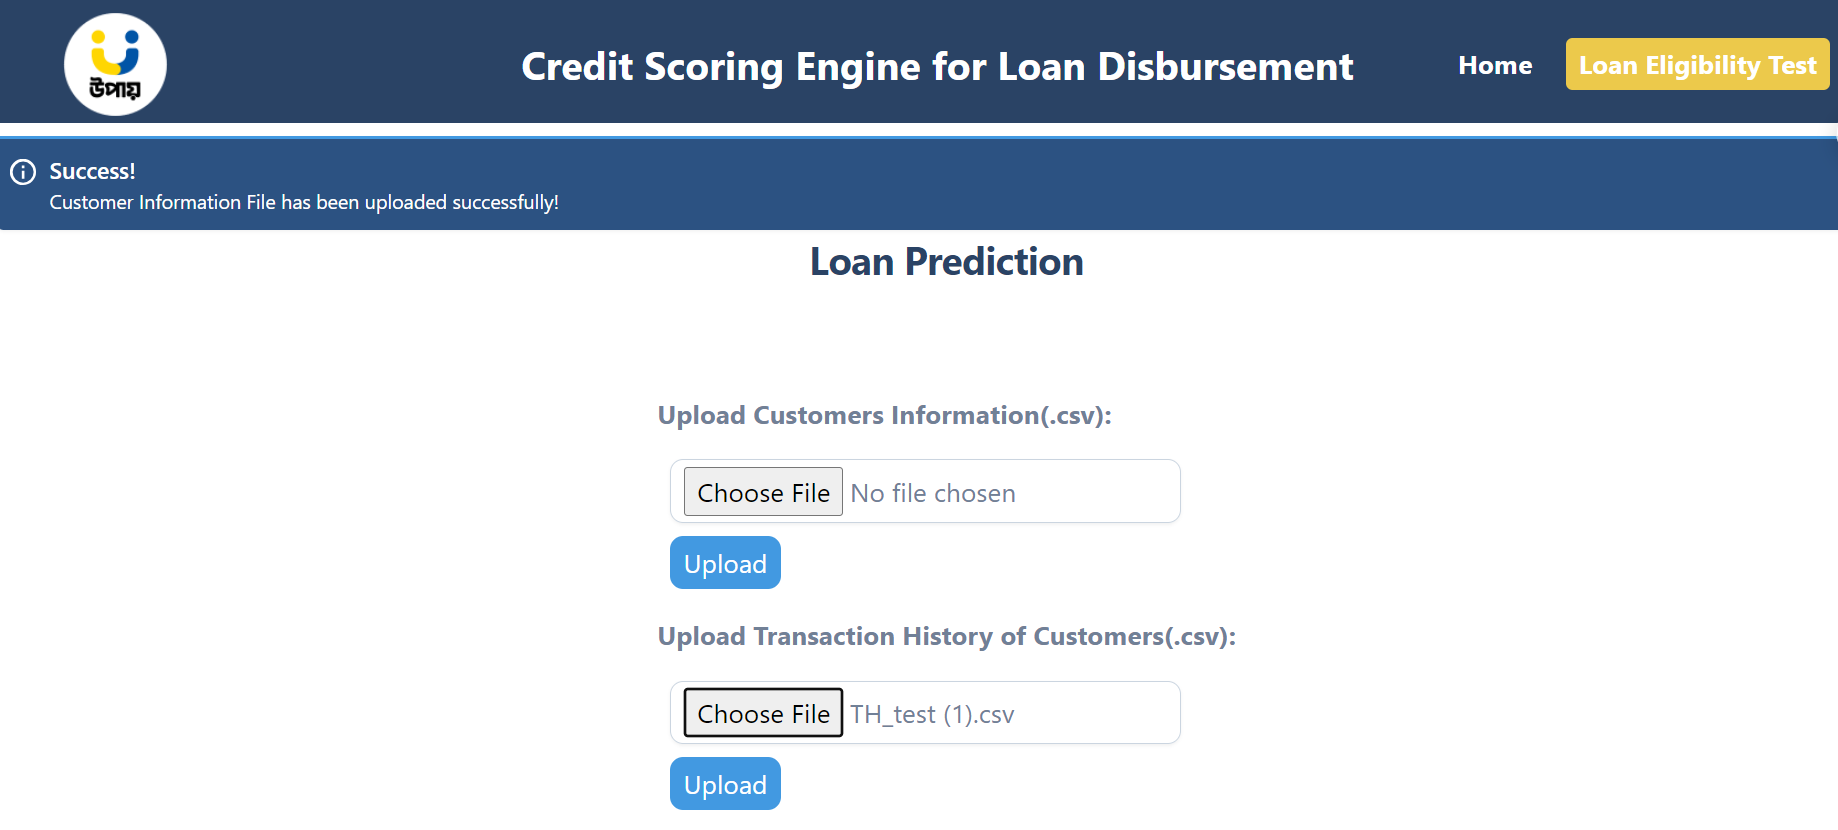 উপায়
Credit Scoring Engine for Loan Disbursement
Home
Loan Eligibility Test
Success!
Customer Information File has been uploaded successfully!
Loan Prediction
Upload Customers Information(.csv):
Choose File No file chosen
Upload
Upload Transaction History of Customers(.csv):
Choose File TH_test (1).csv
Upload